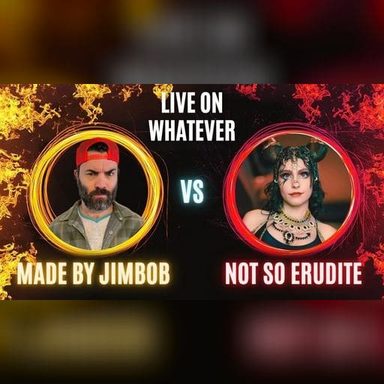 LIVE ON
WHATEVER
VS
MADE BY JIMBOB
NOT SO ERUDITE